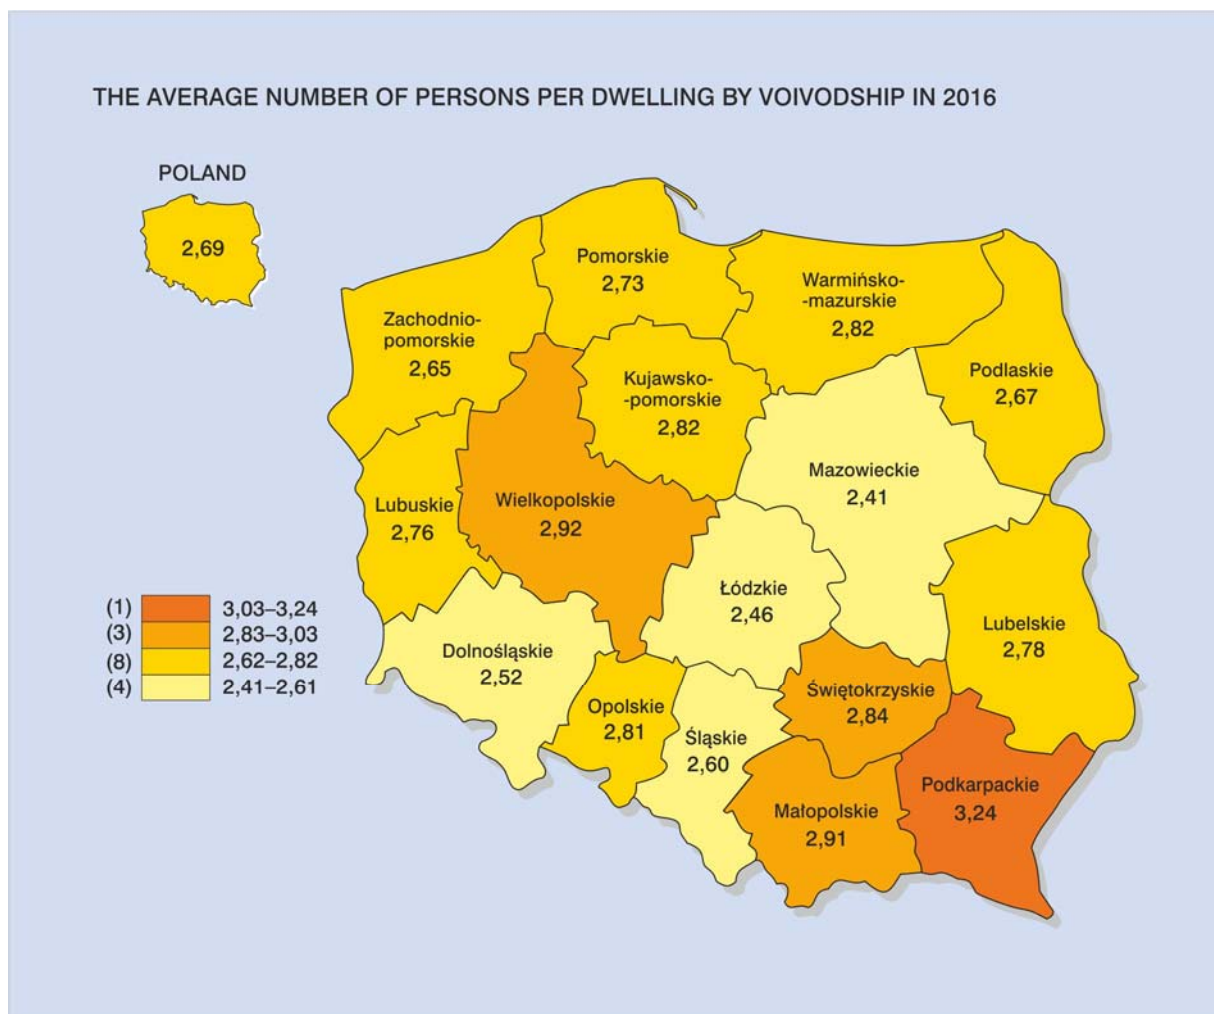 THE AVERAGE NUMBER OF PERSONS PER DWELLING BY VOIVODSHIP IN 2016
POLAND
2,69
Pomorskie
2,73
Warmińsko-
-mazurskie
2,82
Zachodnio-
pomorskie
2,65
Podlaskie
2,67
Kujawsko-
-pomorskie
2,82
Mazowieckie
2,41
Lubuskie
2,76
Wielkopolskie
2,92
Łódzkie
2,46
Lubelskie
2,78
Dolnośląskie
2,52
Opolskie
2,81
Śląskie
2,60
Świętokrzyskie
2,84
Podkarpackie
3,24
Małopolskie
2,91
(1) 3,03–3,24
(3) 2,83–3,03
(8) 2,62–2,82
(4) 2,41–2,61